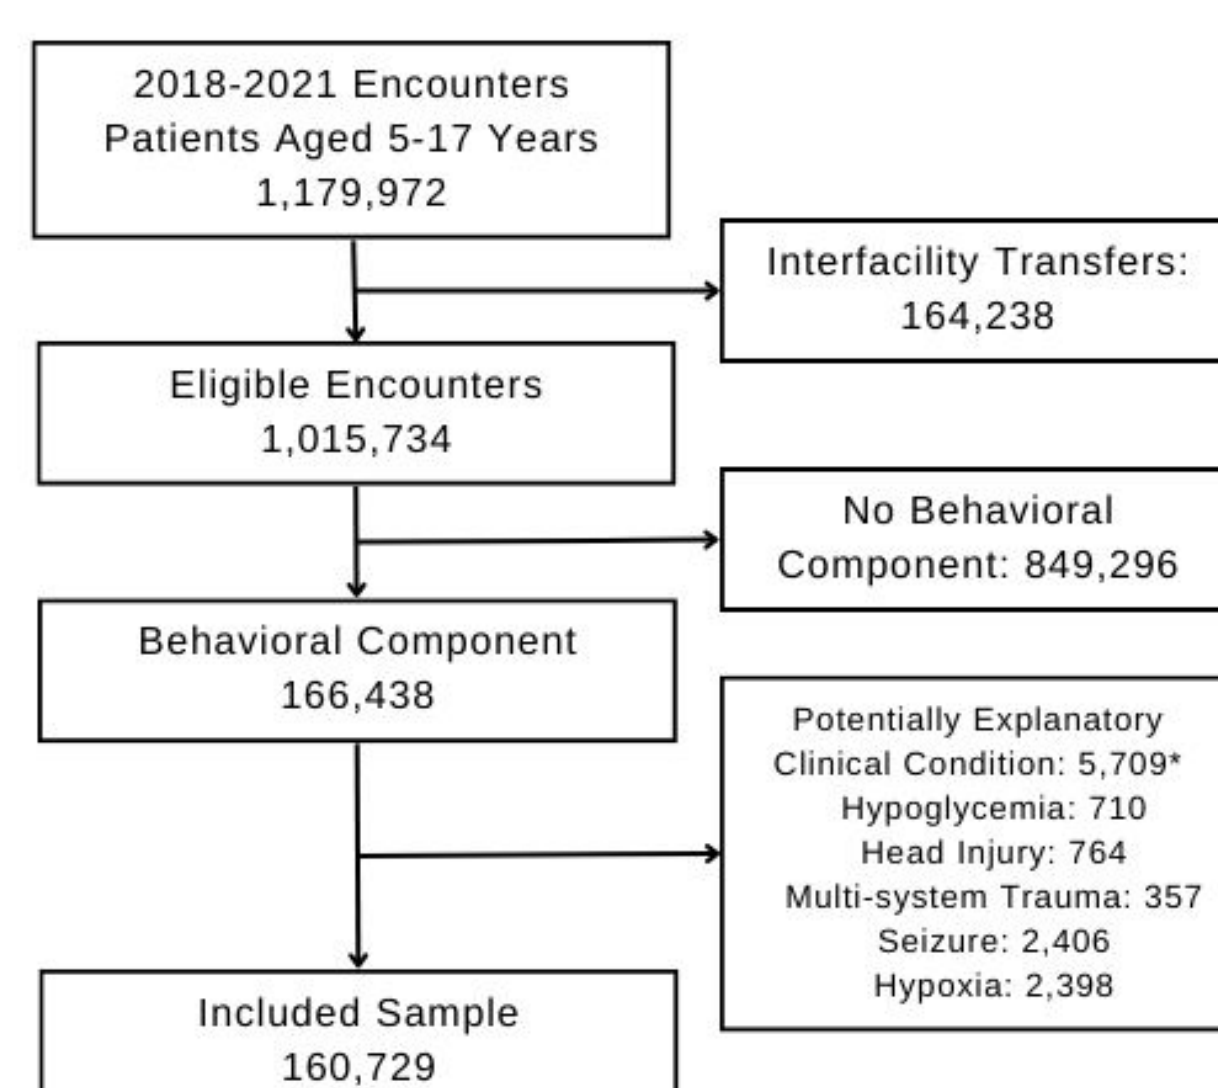 2018-2021 Encounters
Patients Aged 5-17 Years
1,179,972
Interfacility Transfers:
164,238
Eligible Encounters
1,015,734
No Behavioral
Component: 849,296
Behavioral Component
166,438
Potentially Explanatory
Clinical Condition: 5,709*
Hypoglycemia: 710
Head Injury: 764
Multi-system Trauma: 357
Seizure: 2,406
Hypoxia: 2,398
Included Sample
160,729